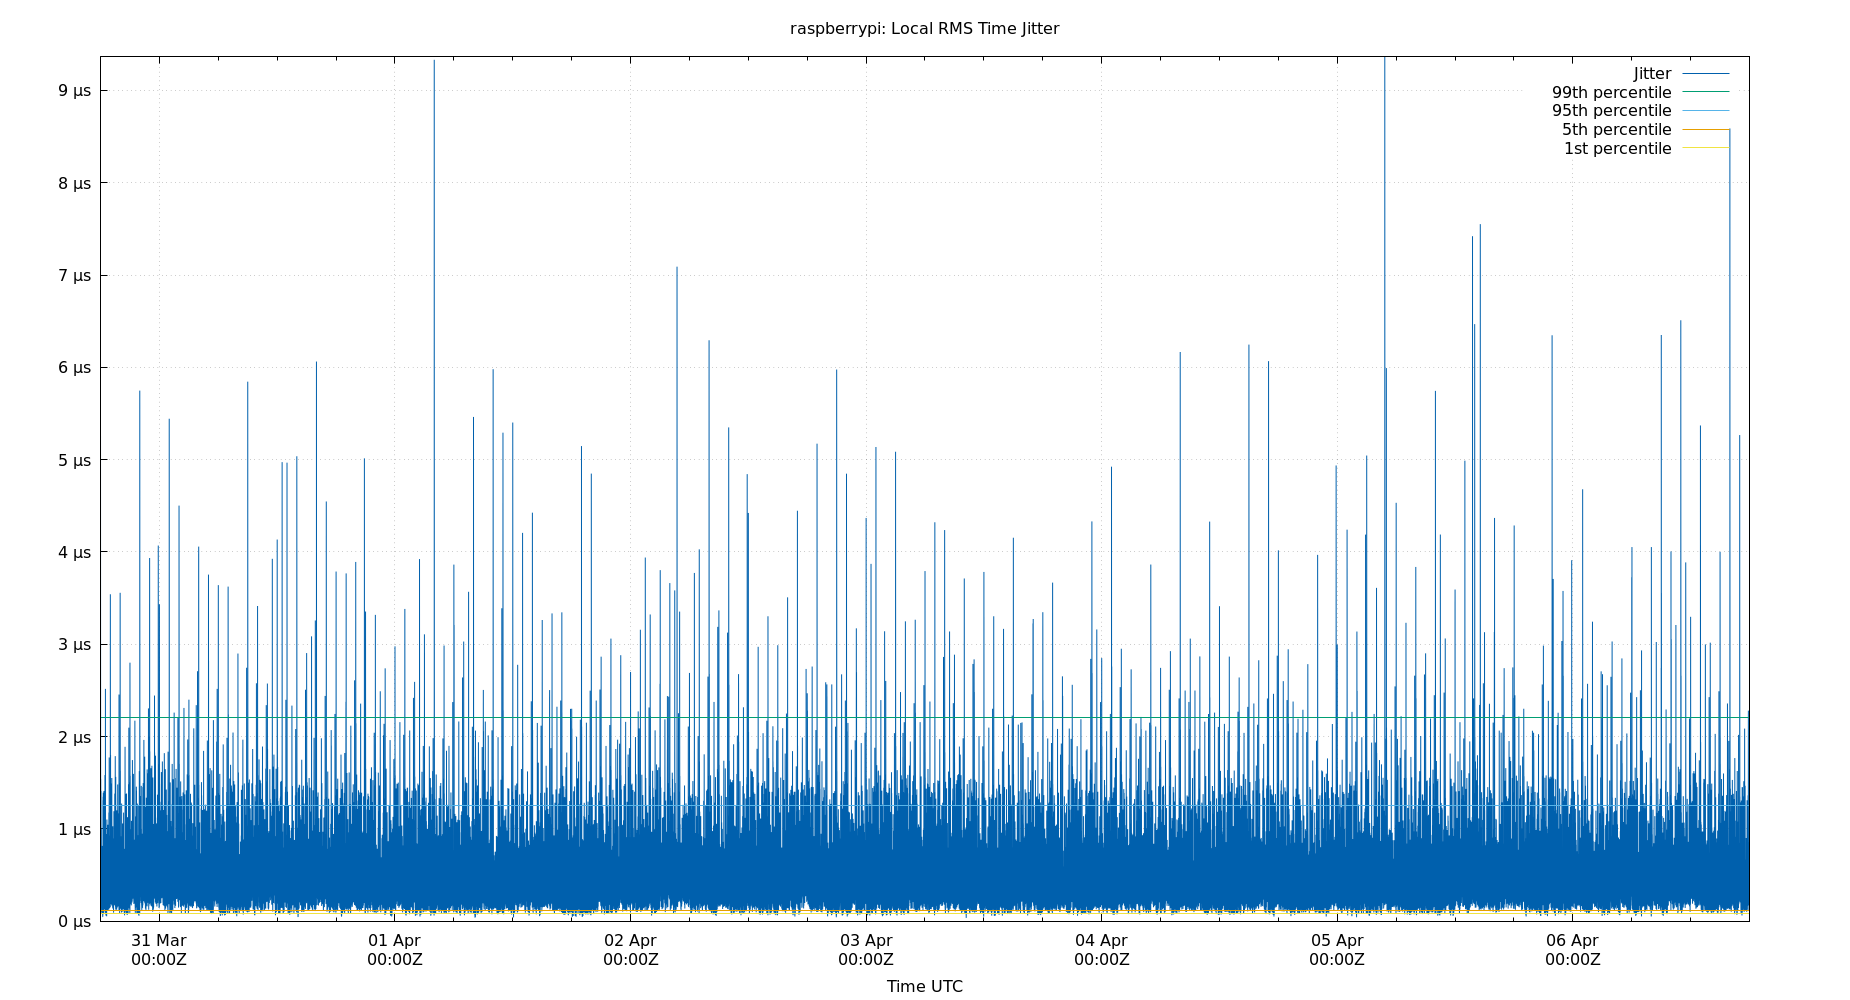 raspberrypi: Local RMS Time Jitter
Jitter
99th percentile
95th percentile
5th percentile
1st percentile
9 µs
8 µs
7 µs
6 µs
5 µs
4 µs
3 µs
2 µs
1 µs
0 µs
31 Mar 01 Apr 02 Apr 03 Apr 04 Apr 05 Apr 06 Apr
00:00Z 00:00Z 00:00Z 00:00Z 00:00Z 00:00Z 00:00Z
Time UTC